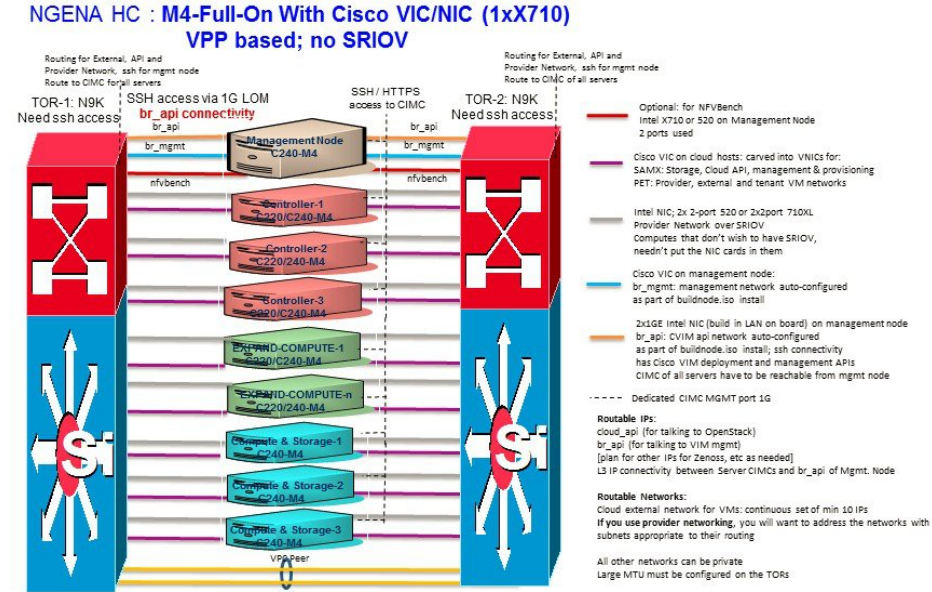 NGENA HC : M4-Full-On With Cisco VIC/NIC (1xX710)
VPP based; no SRIOV
Routing for External, API and
Provider Network, ssh for mgmt node
Route to CIMC for all servers
Routing for External, API and
Provider Network, ssh for mgmt node
Route to CIMC of all servers
TOR-1: N9K
Need ssh access
SSH access via 1G LOM
br_api connectivity
SSH / HTTPS
access to CIMC
TOR-2: N9K
Need ssh access
br_api
br_mgmt
nfvbench
Management Node
C240-M4
br_api
br_mgmt
nfvbench
Controller-1
C220/C240-M4
Controller-2
C220/C240-M4
Controller-3
C220/C240-M4
EXPAND-COMPUTE-1
C220/240-M4
EXPAND-COMPUTE-n
C220/240-M4
Compute & Storage-1
C240-M4
Compute & Storage-2
C240-M4
Compute & Storage-3
C240-M4
VPC Peer
Si
Si
Optional: for NFVBench
Intel X710 or 520 on Management Node
2 ports used
Cisco VIC on cloud hosts: carved into VNICs for:
SAMX: Storage, Cloud API, management & provisioning
PET: Provider, external and tenant VM networks
Intel NIC; 2x 2-port 520 or 2x2port 710XL
Provider Network over SRIOV
Computes that don't wish to have SRIOV,
needn't put the NIC cards in them
Cisco VIC on management node:
br_mgmt: management network auto-configured
as part of buildnode.iso install
2x1GE Intel NIC (build in LAN on board) on management node
br_api: CVIM api network auto-configured
as part of buildnode.iso install; ssh connectivity
has Cisco VIM deployment and management APIs
CIMC of all servers have to be reachable from mgmt node
Dedicated CIMC MGMT port 1G
Routable IPs:
cloud_api (for talking to OpenStack)
br_api (for talking to VIM mgmt)
[plan for other IPs for Zenoss, etc as needed]
L3 IP connectivity between Server CIMCs and br_api of Mgmt. Node
Routable Networks:
Cloud external network for VMs: continuous set of min 10 IPs
If you use provider networking, you will want to address the networks with
subnets appropriate to their routing
All other networks can be private
Large MTU must be configured on the TORs